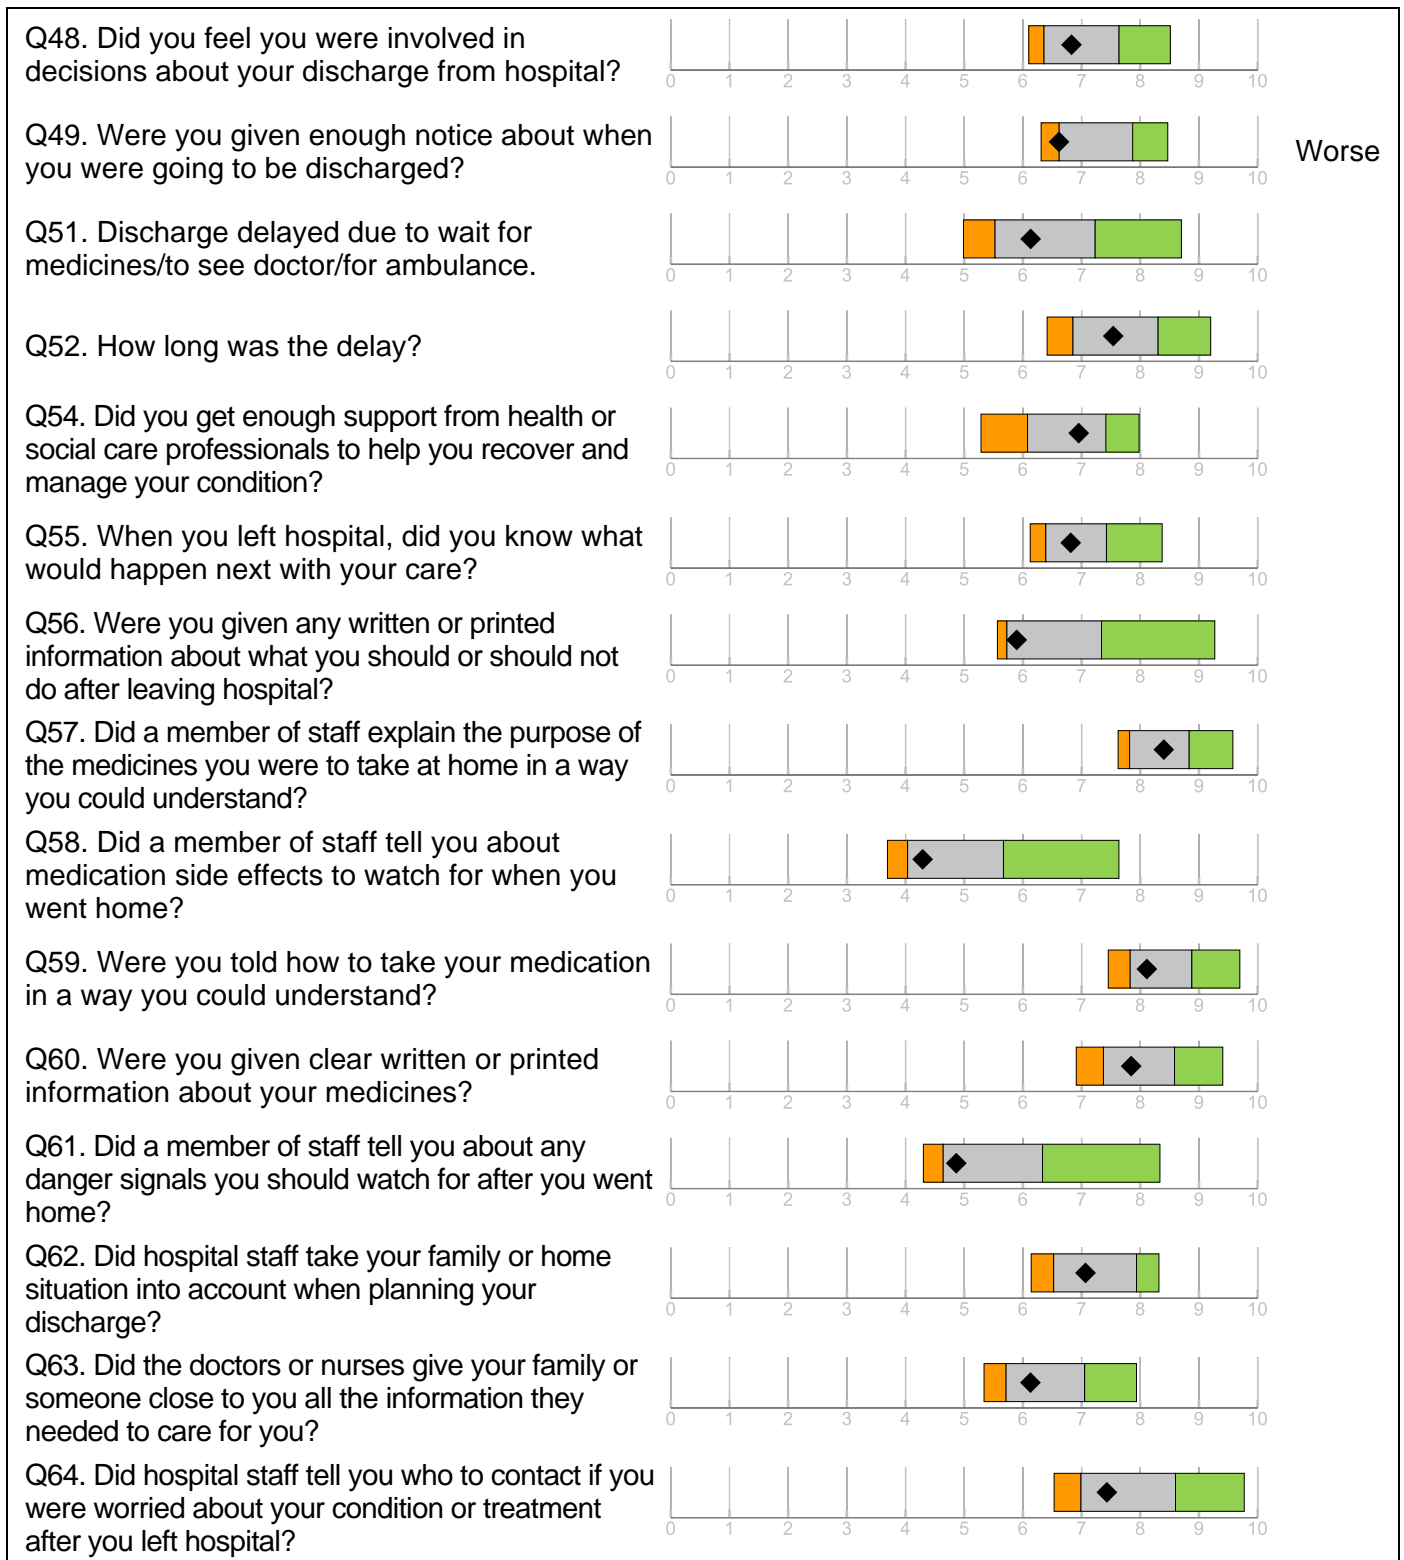 Q48. Did you feel you were involved in
decisions about your discharge from hospital?
0 1 2 3 4 5 6 7 8 9 10
Q49. Were you given enough notice about when
you were going to be discharged?
Worse
0 1 2 3 4 5 6 7 8 9 10
Q51. Discharge delayed due to wait for
medicines/to see doctor/for ambulance.
0 1 2 3 4 5 6 7 8 9 10
Q52. How long was the delay?
0 1 2 3 4 5 6 7 8 9 10
Q54. Did you get enough support from health or
social care professionals to help you recover and
manage your condition?
0 1 2 3 4 5 6 7 8 9 10
Q55. When you left hospital, did you know what
would happen next with your care?
0 1 2 3 4 5 6 7 8 9 10
Q56. Were you given any written or printed
information about what you should or should not
do after leaving hospital?
0 1 2 3 4 5 6 7 8 9 10
Q57. Did a member of staff explain the purpose of
the medicines you were to take at home in a way
you could understand?
0 1 2 3 4 5 6 7 8 9 10
Q58. Did a member of staff tell you about
medication side effects to watch for when you
went home?
0 1 2 3 4 5 6 7 8 9 10
Q59. Were you told how to take your medication
in a way you could understand?
0 1 2 3 4 5 6 7 8 9 10
Q60. Were you given clear written or printed
information about your medicines?
0 1 2 3 4 5 6 7 8 9 10
Q61. Did a member of staff tell you about any
danger signals you should watch for after you went
home?
0 1 2 3 4 5 6 7 8 9 10
Q62. Did hospital staff take your family or home
situation into account when planning your
discharge?
0 1 2 3 4 5 6 7 8 9 10
Q63. Did the doctors or nurses give your family or
someone close to you all the information they
needed to care for you?
0 1 2 3 4 5 6 7 8 9 10
Q64. Did hospital staff tell you who to contact if you
were worried about your condition or treatment
after you left hospital?
0 1 2 3 4 5 6 7 8 9 10